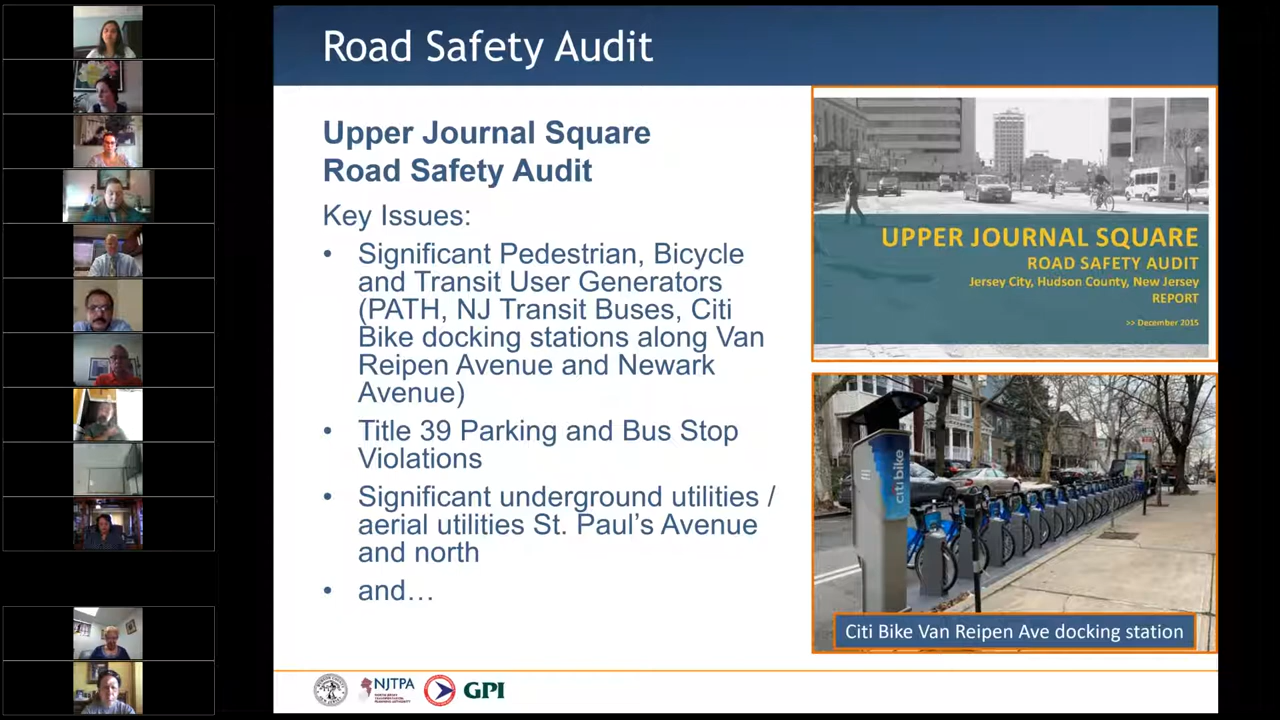 Road Safety Audit
Upper Journal Square
Road Safety Audit
Key Issues:
• Significant Pedestrian, Bicycle
and Transit User Generators
(PATH, NJ Transit Buses, Citi
Bike docking stations along Van
Reipen Avenue and Newark
Avenue)
• Title 39 Parking and Bus Stop
Violations
• Significant underground utilities /
aerial utilities St. Paul’s Avenue
and north
• and…
UPPER JOURNAL SQUARE
ROAD SAFETY AUDIT
Jersey City, Hudson County, New Jersey
REPORT
>> December 2015
citi bike
Citi Bike Van Reipen Ave docking station
NJTPA
GPI